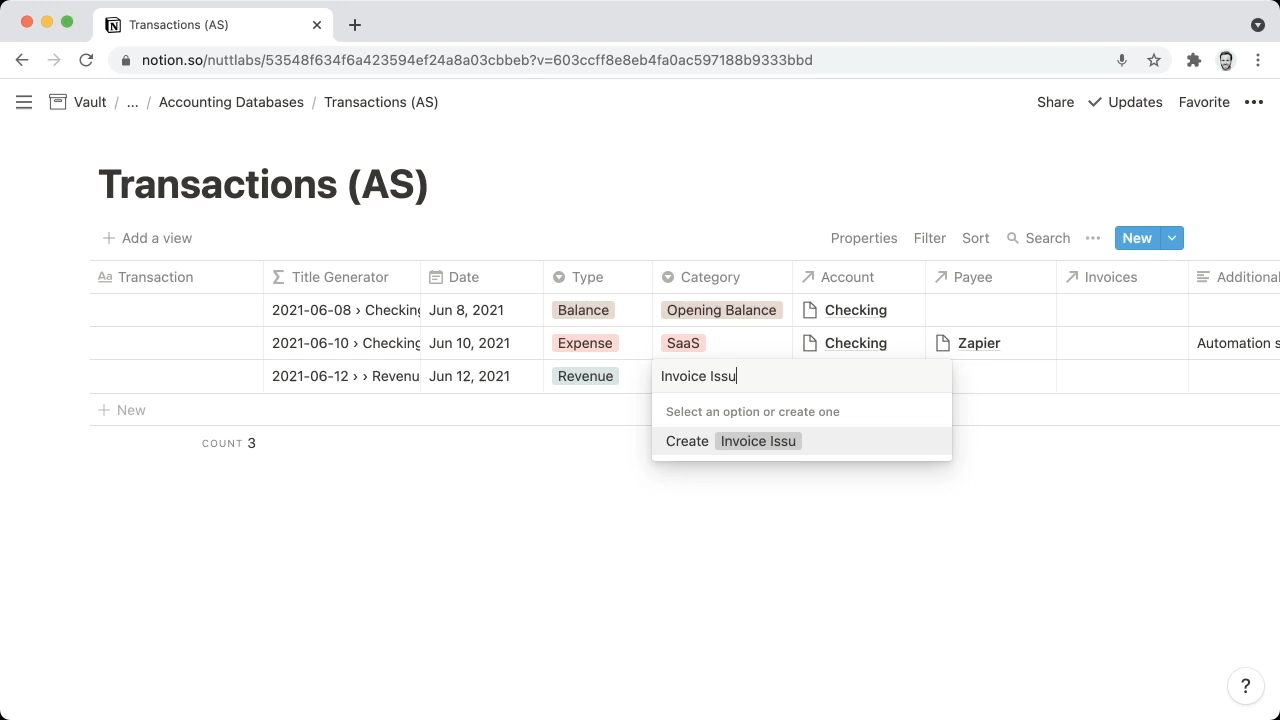 Transactions (AS)
notion.so/nuttlabs/53548f634f6a423594ef24a8a03cbbeb?v=603ccff8e8eb4fa0ac597188b9333bbd
Vault / ... / Accounting Databases / Transactions (AS)
Share Updates Favorite •••
Transactions (AS)
+ Add a view
Properties Filter Sort Search ••• New
Aa Transaction Σ Title Generator Date Type Category Account Payee Invoices Additional
2021-06-08 › Checking Jun 8, 2021 Balance Opening Balance Checking
2021-06-10 › Checking Jun 10, 2021 Expense SaaS Checking Zapier Automation s
2021-06-12 › › Revenu Jun 12, 2021 Revenue Invoice Issu
+ New
Select an option or create one
Create Invoice Issu
COUNT 3
?